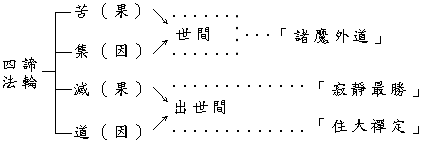 苦（果）
世間
「諸魔外道」
集（因）
四諦
法輪
滅（果）
「寂靜最勝」
出世間
道（因）
「住大禪定」